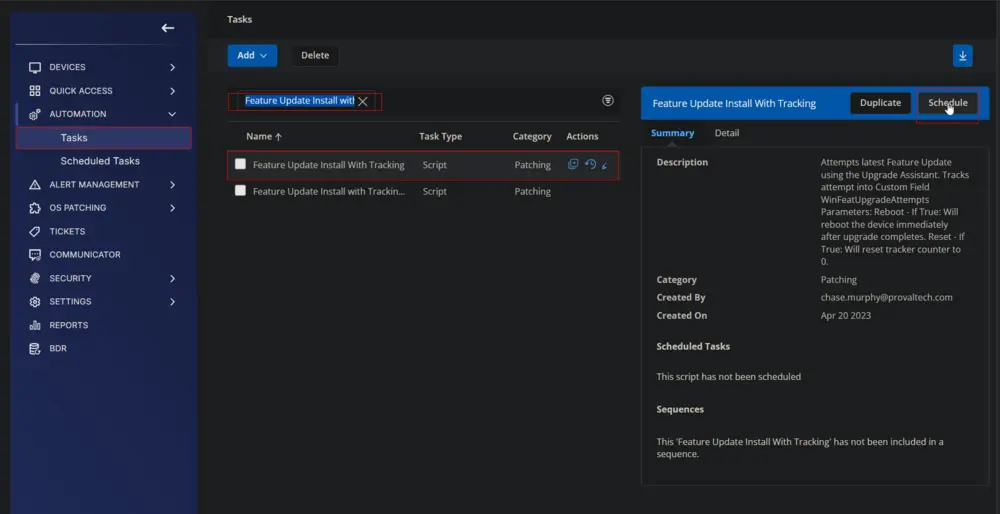 Tasks
Add
Delete
DEVICES
QUICK ACCESS
AUTOMATION
Tasks
Scheduled Tasks
ALERT MANAGEMENT
OS PATCHING
TICKETS
COMMUNICATOR
SECURITY
SETTINGS
REPORTS
BDR
Feature Update Install with
Name Task Type Category Actions
Feature Update Install With Tracking Script Patching
Feature Update Install with Trackin... Script Patching
Feature Update Install With Tracking
Duplicate
Schedule
Summary Detail
Description
Attempts latest Feature Update
using the Upgrade Assistant. Tracks
attempt into Custom Field
WinFeatUpgradeAttempts
Parameters: Reboot - If True: Will
reboot the device immediately
after upgrade completes. Reset - If
True: Will reset tracker counter to
0.
Category Patching
Created By chase.murphy@provaltech.com
Created On Apr 20 2023
Scheduled Tasks
This script has not been scheduled
Sequences
This 'Feature Update Install With Tracking' has not been included in a
sequence.